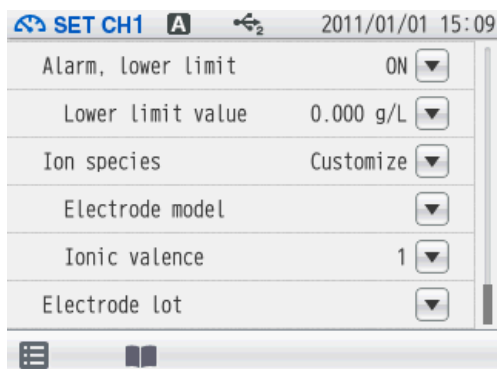 SET CH1 A 2 2011/01/01 15:09
Alarm, lower limit ON
Lower limit value 0.000 g/L
Ion species Customize
Electrode model
Ionic valence 1
Electrode lot